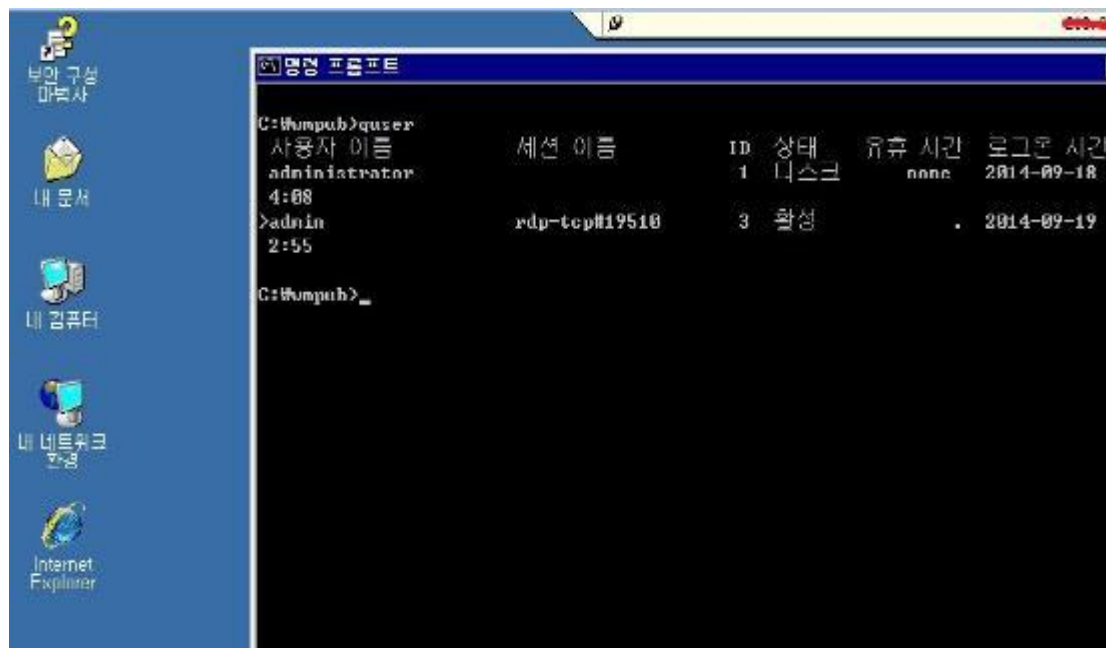 보안 구성
마법사
내 문서
내 컴퓨터
내 네트워크
환경
Internet
Explorer
명령 프롬프트
C:\wmpub>quser
사용자 이름 세션 이름 ID 상태 유휴 시간 로그온 시간
administrator 1 디스크 none 2014-09-18
4:08
>admin rdp-tcp#19510 3 활성 . 2014-09-19
2:55
C:\wmpub>_